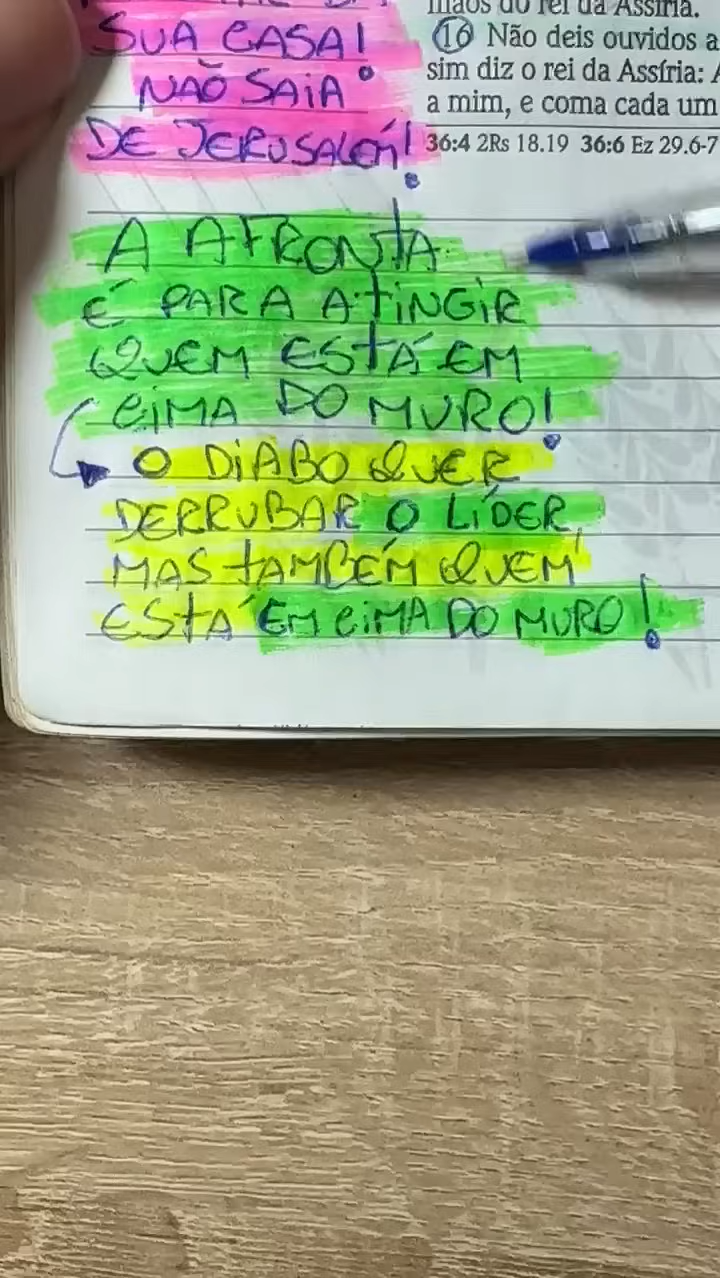 SUA CASA!
NÃO SAIA
DE JERUSALÉM!
A AFRONTA
É PARA ATINGIR
QUEM ESTÁ EM
CIMA DO MURO!
O DIABO QUER
DERRUBAR O LÍDER,
MAS TAMBÉM QUEM
ESTÁ EM CIMA DO MURO!
mãos do rei da Assíria.
16 Não deis ouvidos a
sim diz o rei da Assíria:
a mim, e coma cada um
36:4 2Rs 18.19 36:6 Ez 29.6-7